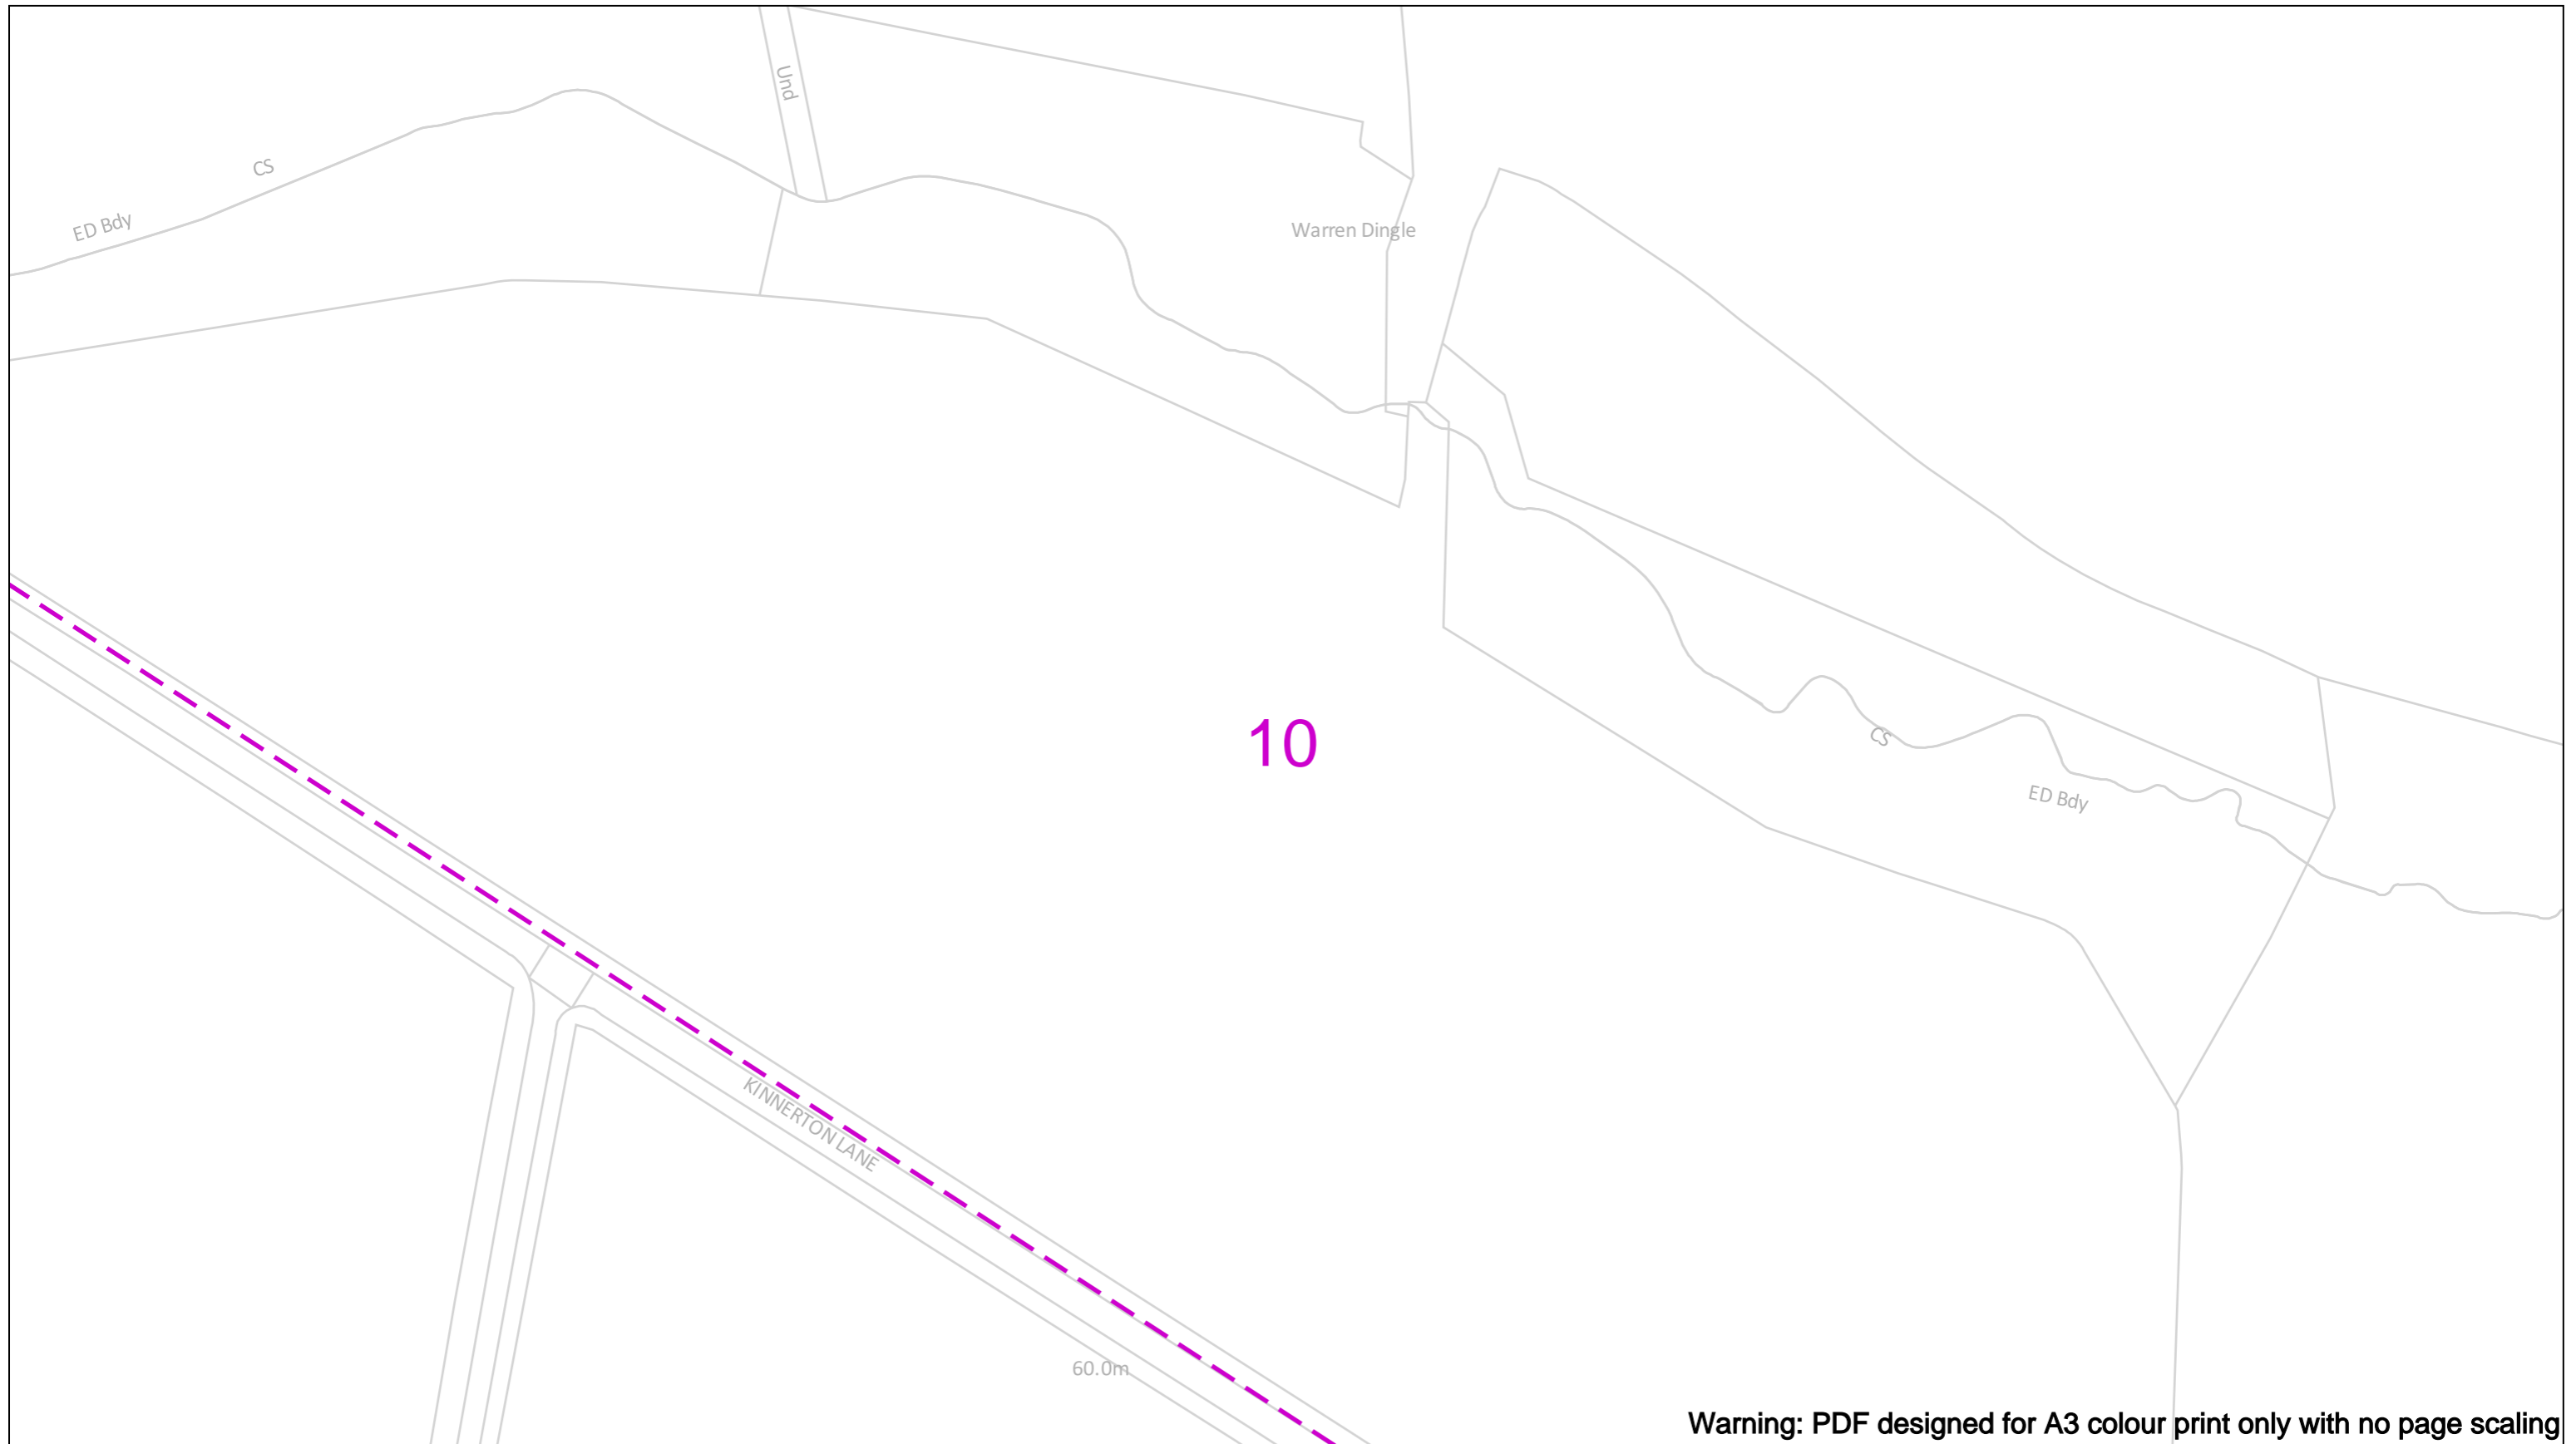 Und
CS
ED Bdy
Warren Dingle
10
CS
ED Bdy
KINNERTON LANE
60.0m
Warning: PDF designed for A3 colour print only with no page scaling